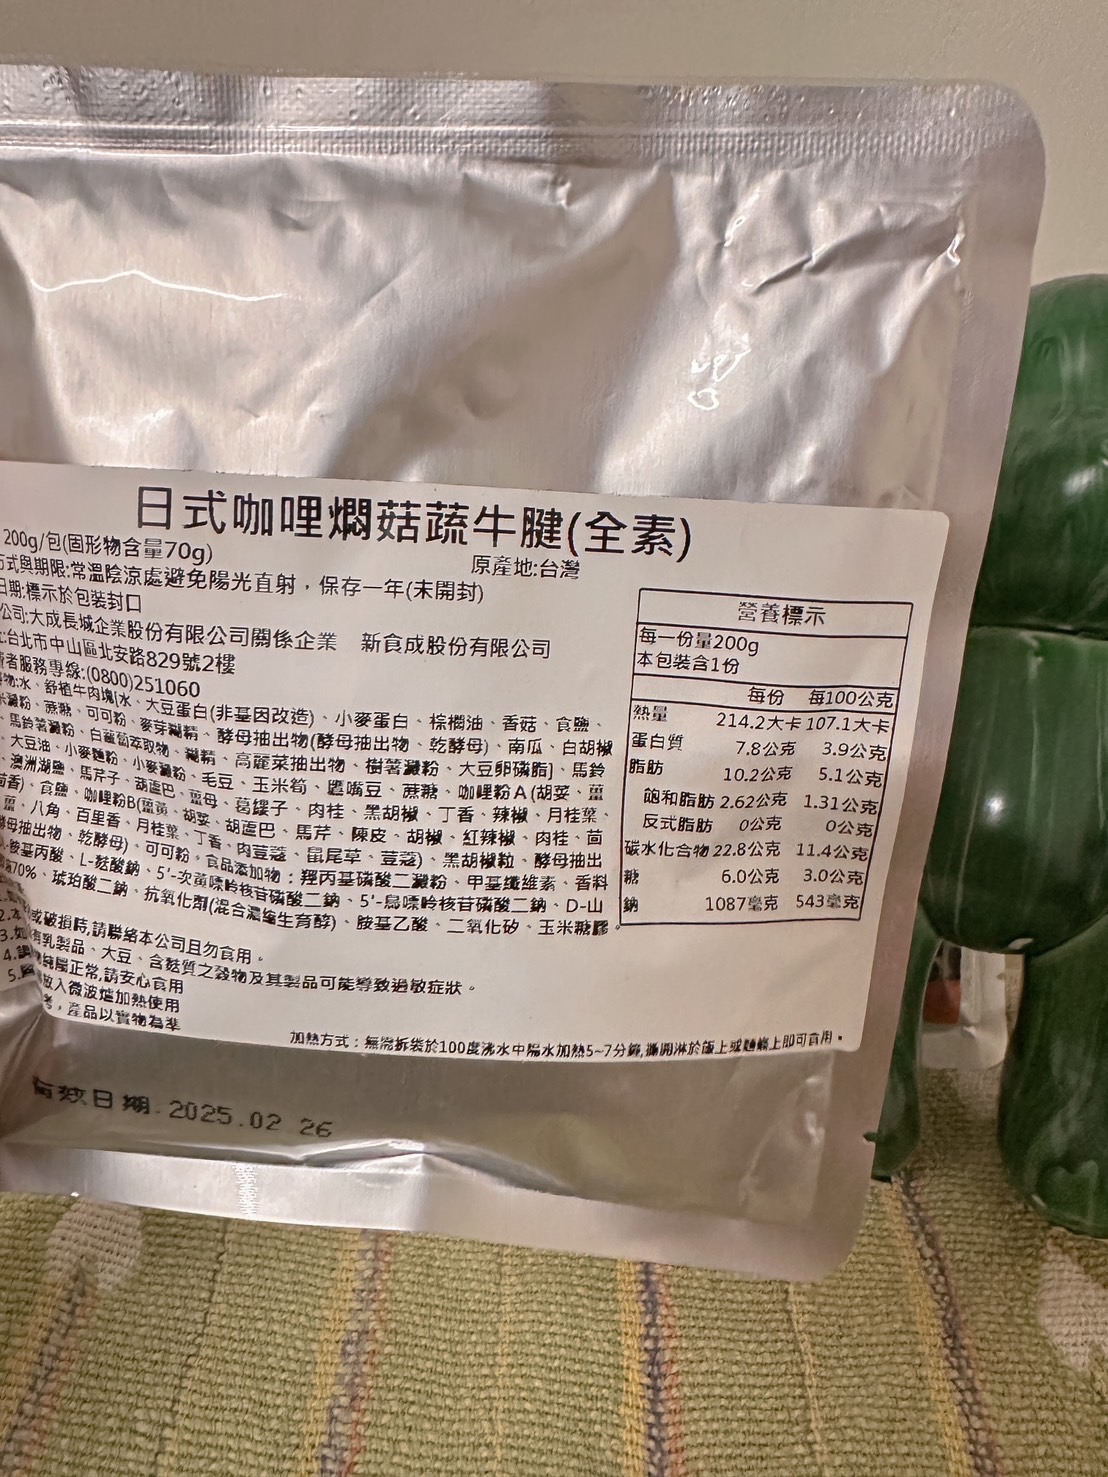 日式咖哩燜菇蔬牛腱(全素)
200g/包(固形物含量70g)
原產地:台灣
方式與期限:常溫陰涼處避免陽光直射，保存一年(未開封)
日期:標示於包裝封口
公司:大成長城企業股份有限公司關係企業 新食成股份有限公司
:台北市中山區北安路829號2樓
者服務專線:(0800)251060
物:水、舒植牛肉塊[水、大豆蛋白(非基因改造)、小麥蛋白、棕櫚油、香菇、食鹽、
澱粉、蔗糖、可可粉、麥芽糊精、酵母抽出物(酵母抽出物、乾酵母)、南瓜、白胡椒
、馬鈴薯澱粉、白蘿蔔萃取物、糊精、高麗菜抽出物、樹薯澱粉、大豆卵磷脂]、馬鈴
、大豆油、小麥麵粉、小麥澱粉、毛豆、玉米筍、鷹嘴豆、蔗糖、咖哩粉A(胡荽、薑
、澳洲湖鹽、馬芹子、葫蘆巴、薑母、葛縷子、肉桂、黑胡椒、丁香、辣椒、月桂葉、
茴香)、食鹽、咖哩粉B(薑黃、胡荽、胡蘆巴、馬芹、陳皮、胡椒、紅辣椒、肉桂、茴
薑、八角、百里香、月桂葉、丁香、肉荳蔻、鼠尾草、荳蔻)、黑胡椒粒、酵母抽出
酵母抽出物、乾酵母)、可可粉、食品添加物：羥丙基磷酸二澱粉、甲基纖維素、香料
L-胺基丙酸、L-麩酸鈉、5'-次黃嘌呤核苷磷酸二鈉、5'-鳥嘌呤核苷磷酸二鈉、D-山
70%、琥珀酸二鈉、抗氧化劑(混合濃縮生育醇)、胺基乙酸、二氧化矽、玉米糖膠。
2.本 或破損時,請聯絡本公司且勿食用。
3.如 有乳製品、大豆、含麩質之穀物及其製品可能導致過敏症狀。
4. 純屬正常,請安心食用
5. 放入微波爐加熱使用
考，產品以實物為準
加熱方式：無需拆袋於100度沸水中隔水加熱5~7分鐘,撕開淋於飯上或麵條上即可食用。
營養標示
每一份量200g
本包裝含1份
每份 每100公克
熱量 214.2大卡 107.1大卡
蛋白質 7.8公克 3.9公克
脂肪 10.2公克 5.1公克
飽和脂肪 2.62公克 1.31公克
反式脂肪 0公克 0公克
碳水化合物 22.8公克 11.4公克
糖 6.0公克 3.0公克
鈉 1087毫克 543毫克
有效日期.2025.02 26